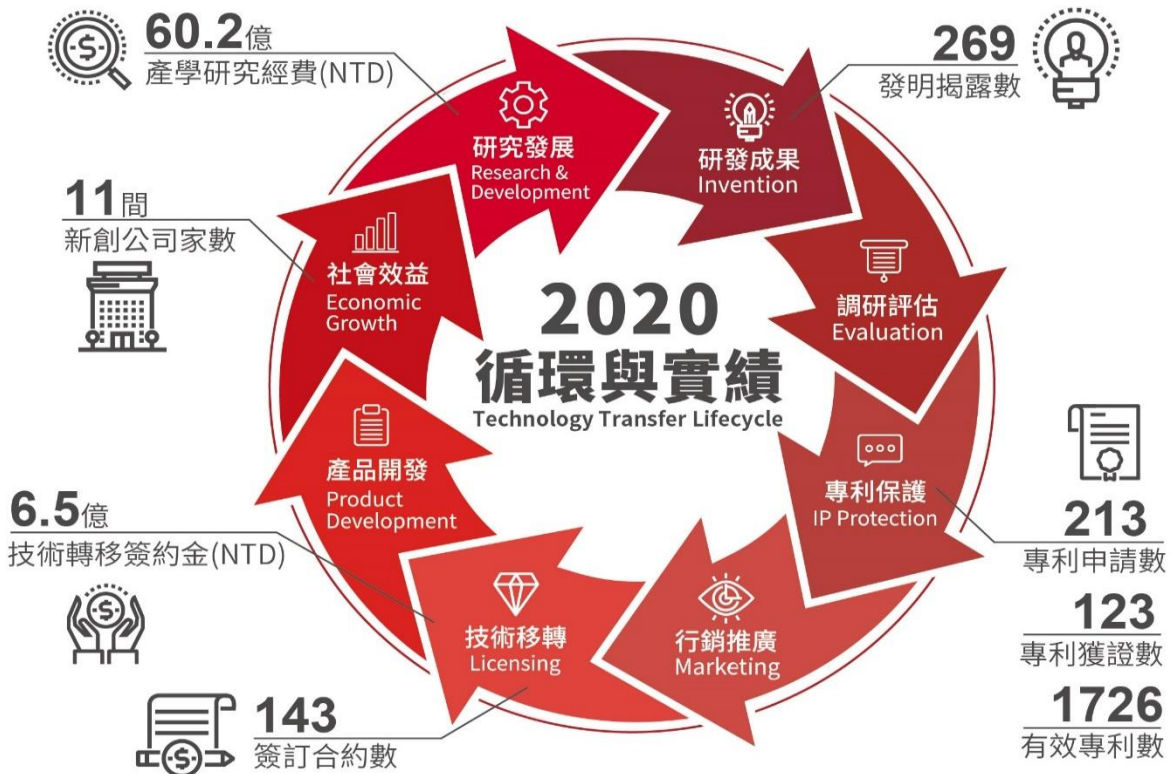 2020
循環與實績
Technology Transfer Lifecycle
60.2億
產學研究經費(NTD)
研究發展
Research &
Development
269
發明揭露數
研發成果
Invention
調研評估
Evaluation
專利保護
IP Protection
213
專利申請數
123
專利獲證數
1726
有效專利數
行銷推廣
Marketing
技術移轉
Licensing
143
簽訂合約數
6.5億
技術轉移簽約金(NTD)
產品開發
Product
Development
社會效益
Economic
Growth
11間
新創公司家數